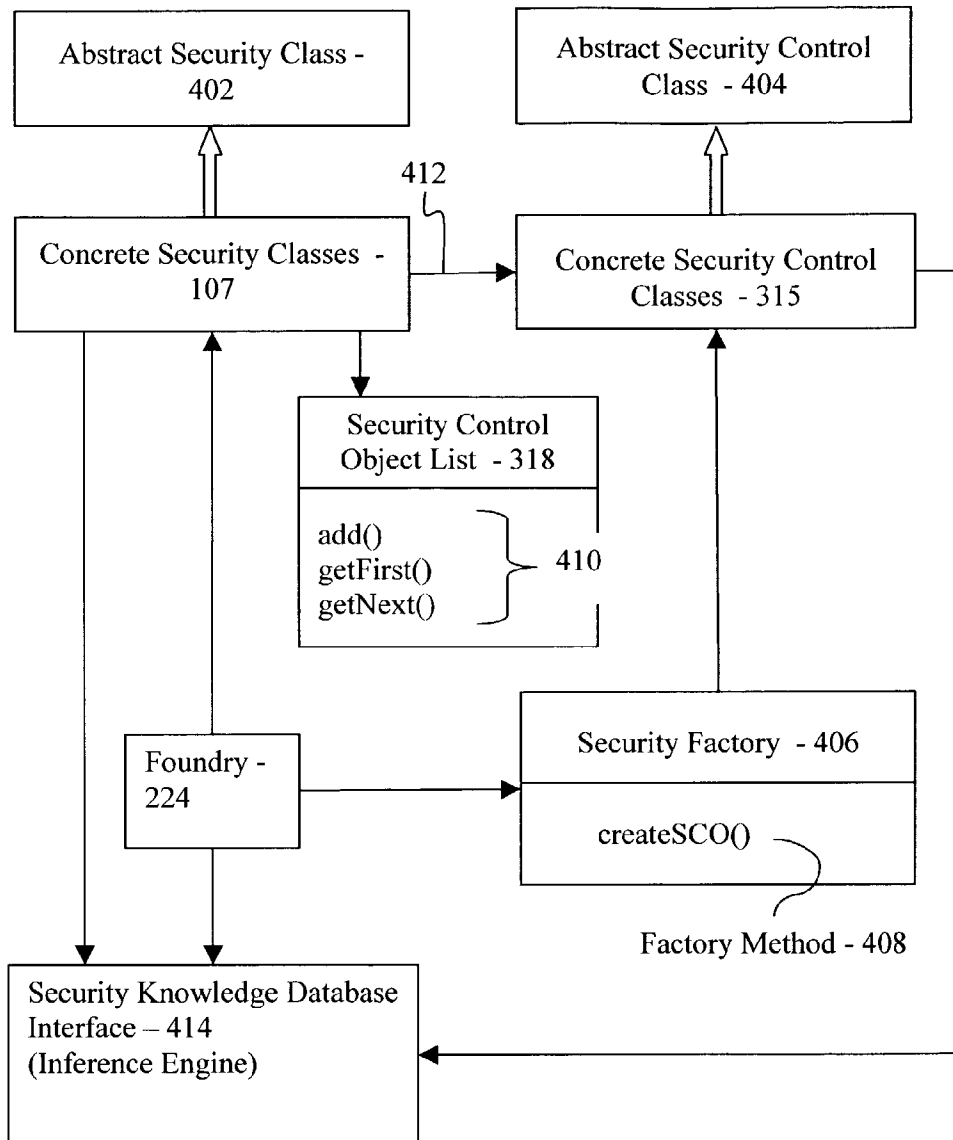 Abstract Security Class -
402
Abstract Security Control
Class - 404
412
Concrete Security Classes -
107
Concrete Security Control
Classes - 315
Security Control
Object List - 318
add()
getFirst()
getNext()
410
Foundry -
224
Security Factory - 406
createSCO()
Factory Method - 408
Security Knowledge Database
Interface – 414
(Inference Engine)